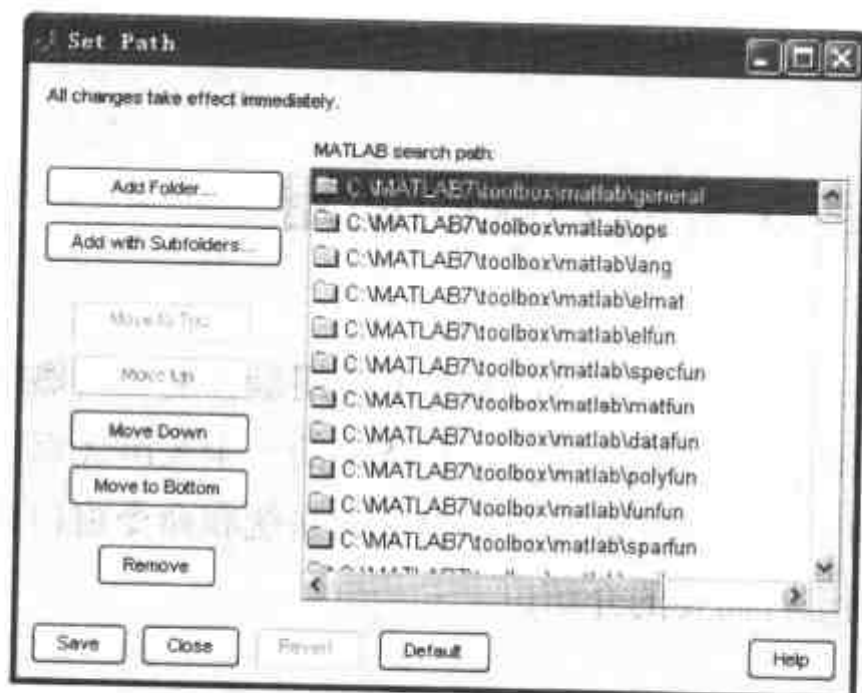 Set Path
All changes take effect immediately.
MATLAB search path:
Add Folder...
Add with Subfolders...
Move to Top
Move Up
Move Down
Move to Bottom
Remove
C:\MATLAB7\toolbox\matlab\general
C:\MATLAB7\toolbox\matlab\ops
C:\MATLAB7\toolbox\matlab\lang
C:\MATLAB7\toolbox\matlab\elmat
C:\MATLAB7\toolbox\matlab\elfun
C:\MATLAB7\toolbox\matlab\specfun
C:\MATLAB7\toolbox\matlab\matfun
C:\MATLAB7\toolbox\matlab\datafun
C:\MATLAB7\toolbox\matlab\polyfun
C:\MATLAB7\toolbox\matlab\funfun
C:\MATLAB7\toolbox\matlab\sparfun
Save
Close
Revert
Default
Help